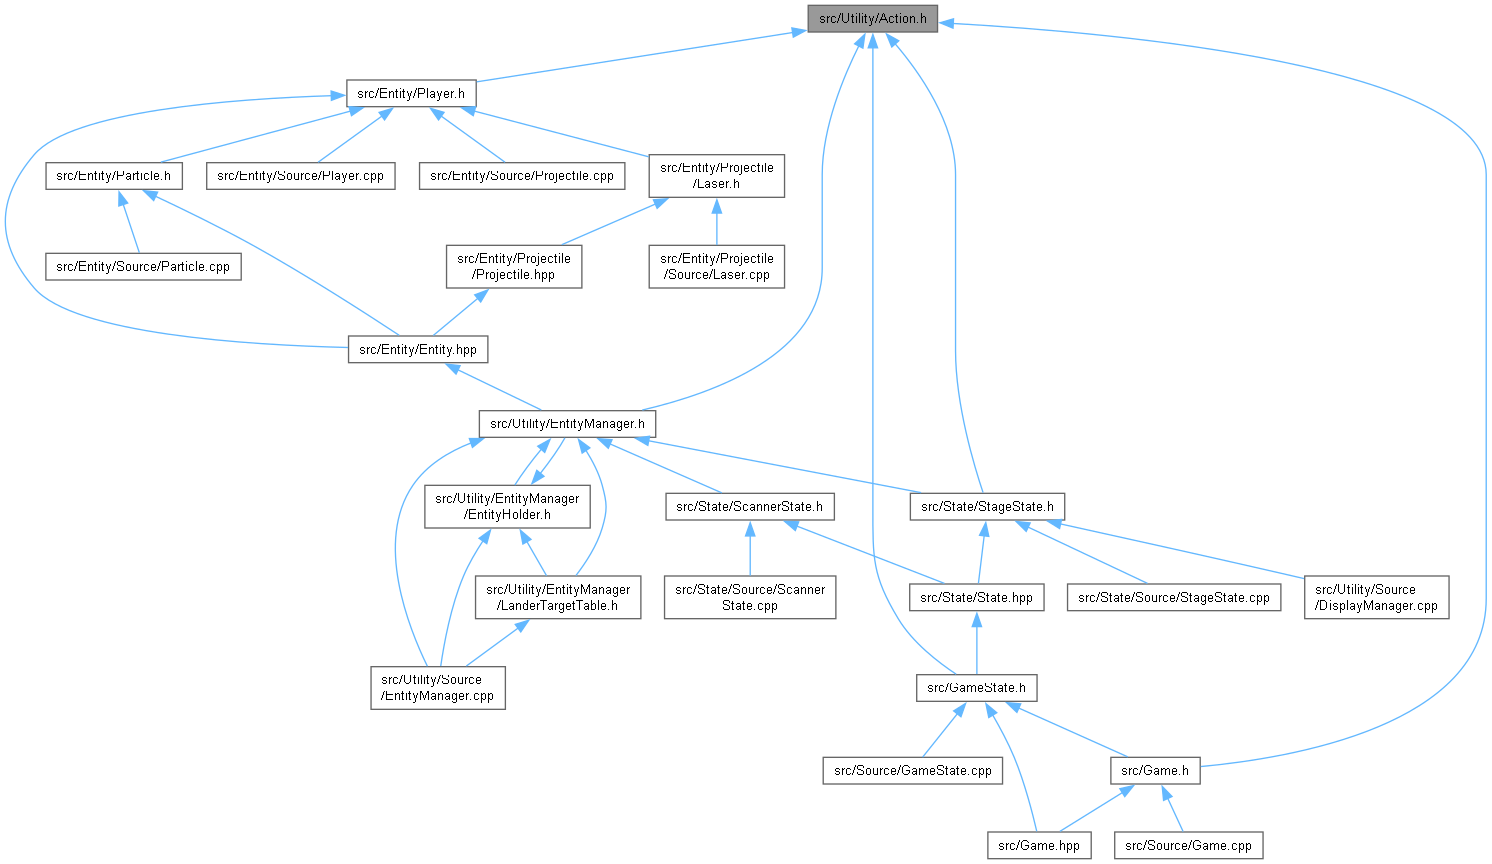 src/Utility/Action.h
src/Entity/Player.h
src/Entity/Particle.h
src/Entity/Source/Player.cpp
src/Entity/Source/Projectile.cpp
src/Entity/Projectile
/Laser.h
src/Entity/Source/Particle.cpp
src/Entity/Projectile
/Projectile.hpp
src/Entity/Projectile
/Source/Laser.cpp
src/Entity/Entity.hpp
src/Utility/EntityManager.h
src/Utility/EntityManager
/EntityHolder.h
src/State/ScannerState.h
src/State/StageState.h
src/Utility/EntityManager
/LanderTargetTable.h
src/State/Source/Scanner
State.cpp
src/State/State.hpp
src/State/Source/StageState.cpp
src/Utility/Source
/DisplayManager.cpp
src/Utility/Source
/EntityManager.cpp
src/GameState.h
src/Source/GameState.cpp
src/Game.h
src/Game.hpp
src/Source/Game.cpp